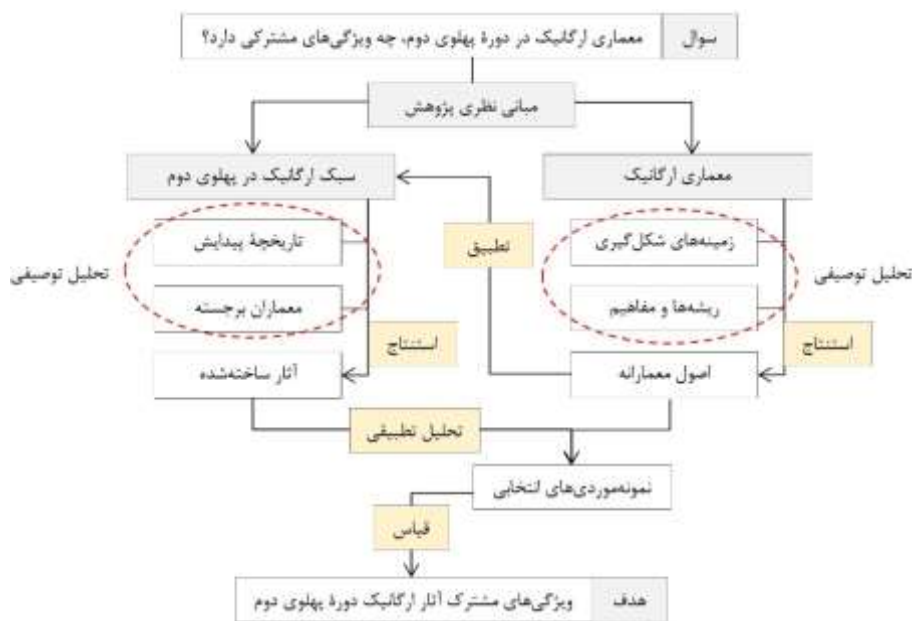 سوال
معماری ارگانیک در دورهٔ پهلوی دوم، چه ویژگی‌های مشترکی دارد؟
مبانی نظری پژوهش
معماری ارگانیک
سبک ارگانیک در پهلوی دوم
زمینه‌های شکل‌گیری
تطبیق
تاریخچهٔ پیدایش
تحلیل توصیفی
تحلیل توصیفی
ریشه‌ها و مفاهیم
معماران برجسته
استنتاج
استنتاج
اصول معمارانه
آثار ساخته‌شده
تحلیل تطبیقی
نمونه‌موردی‌های انتخابی
قیاس
هدف
ویژگی‌های مشترک آثار ارگانیک دورهٔ پهلوی دوم